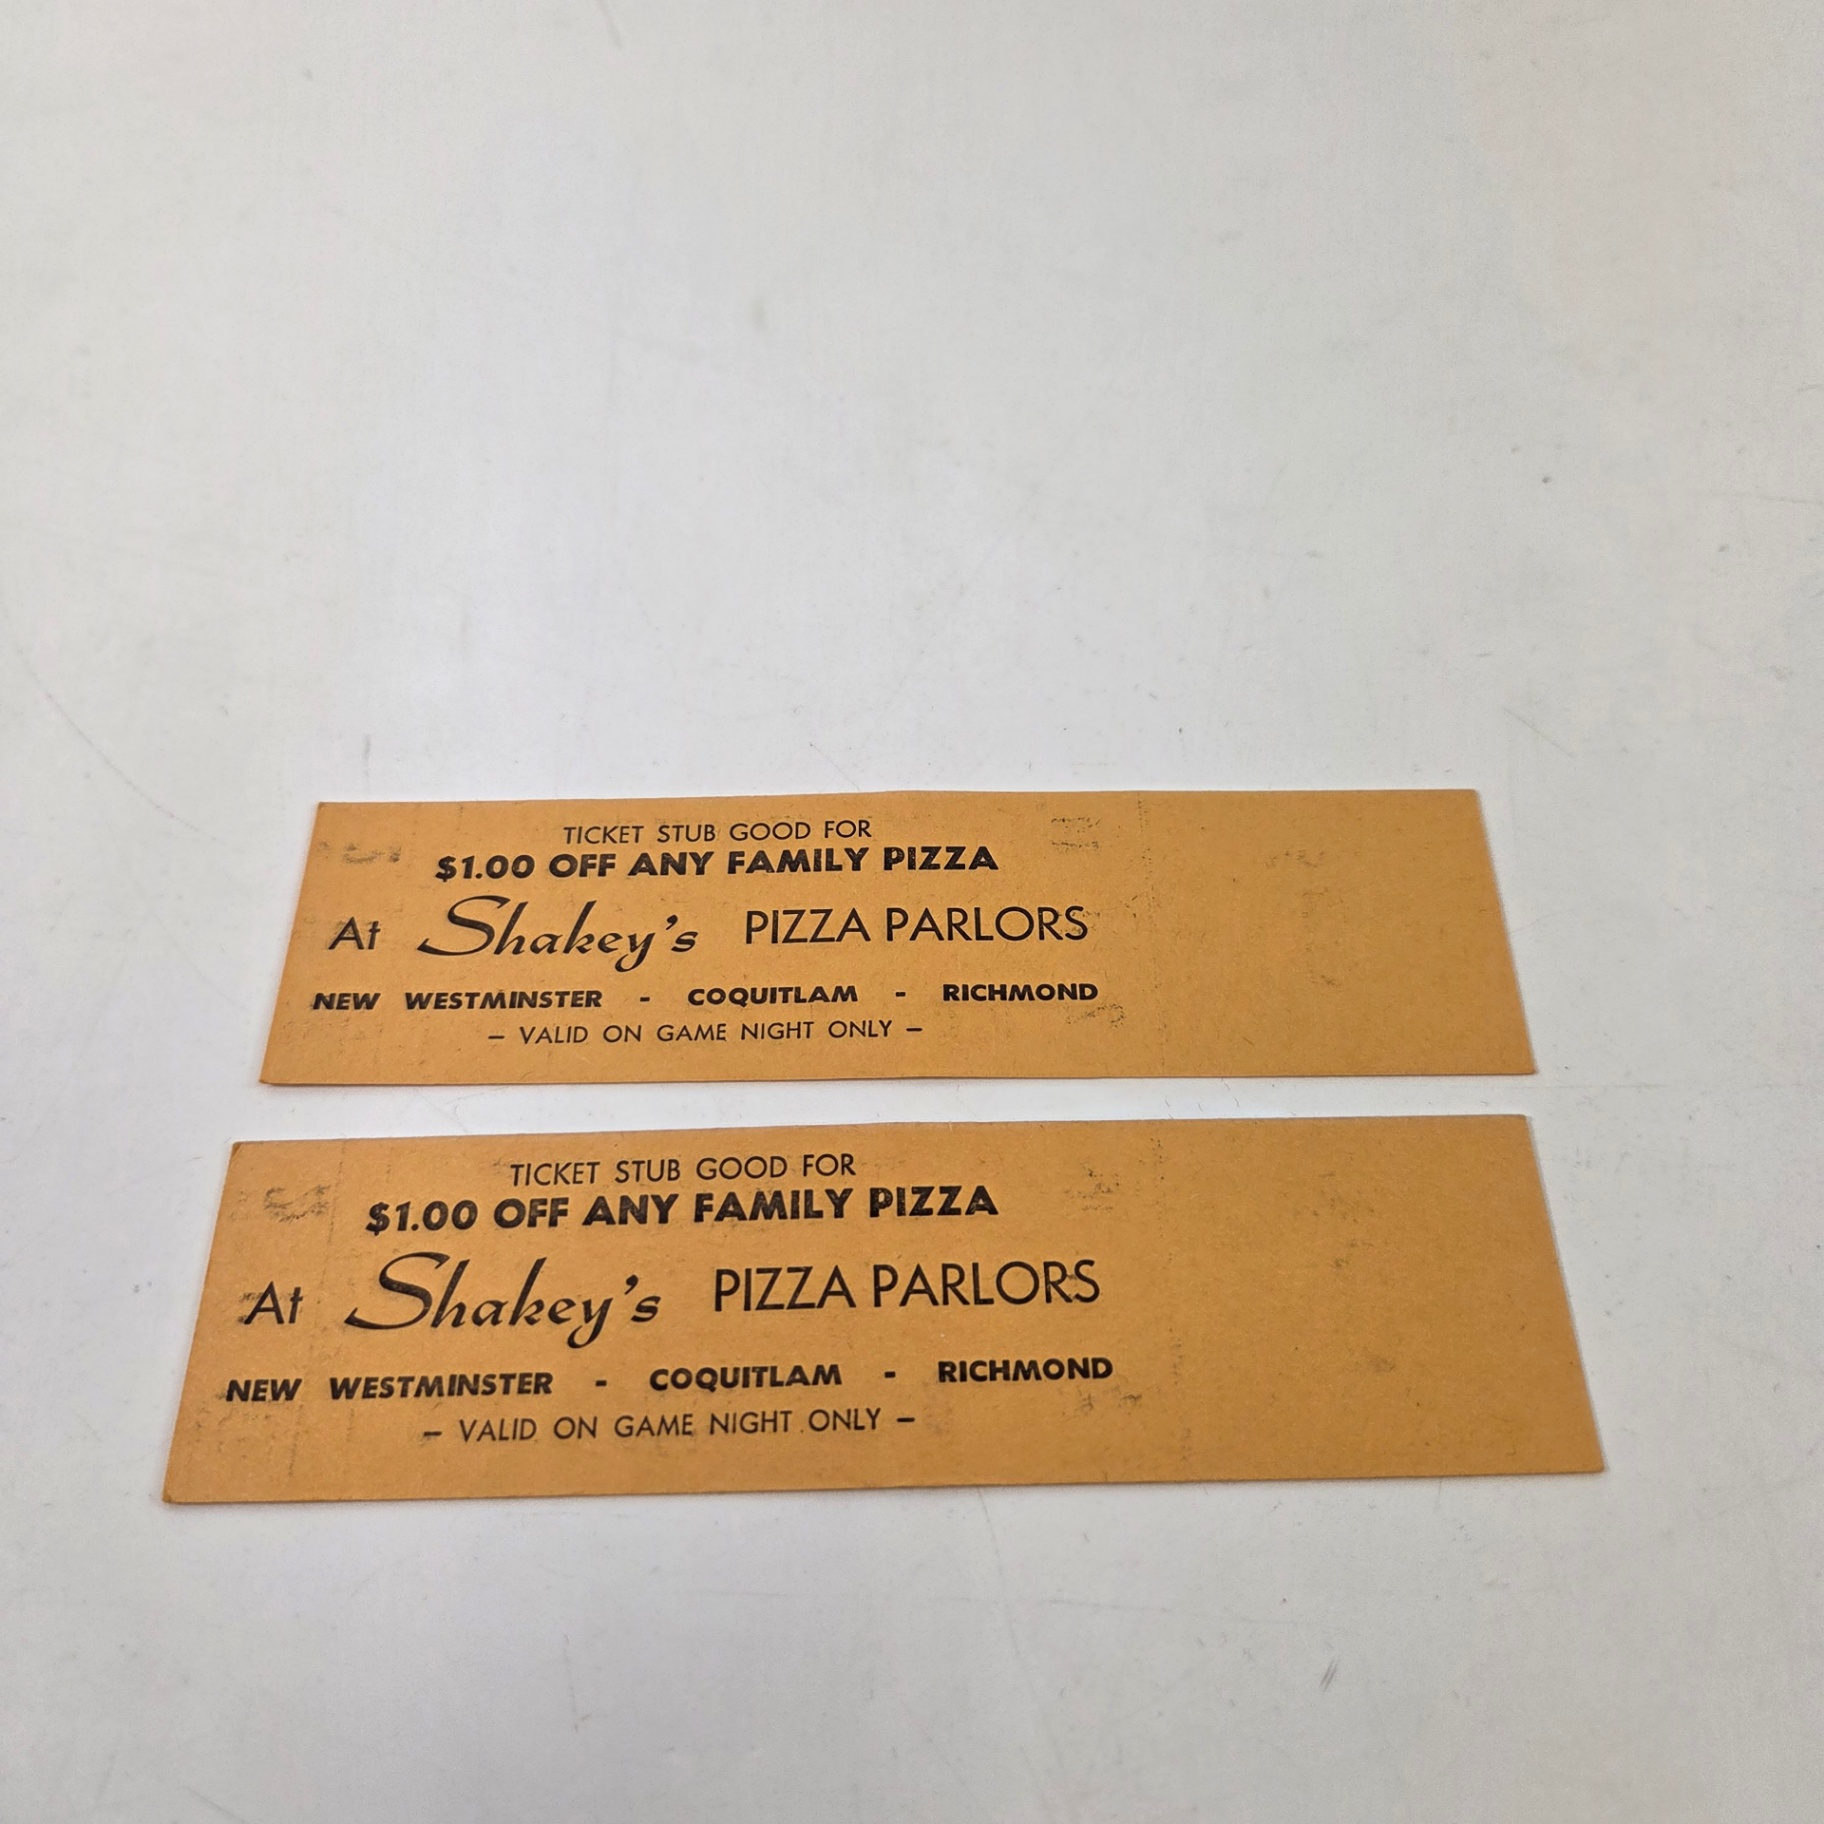 TICKET STUB GOOD FOR
$1.00 OFF ANY FAMILY PIZZA
At Shakey's PIZZA PARLORS
NEW WESTMINSTER - COQUITLAM - RICHMOND
– VALID ON GAME NIGHT ONLY –
TICKET STUB GOOD FOR
$1.00 OFF ANY FAMILY PIZZA
At Shakey's PIZZA PARLORS
NEW WESTMINSTER - COQUITLAM - RICHMOND
– VALID ON GAME NIGHT ONLY –